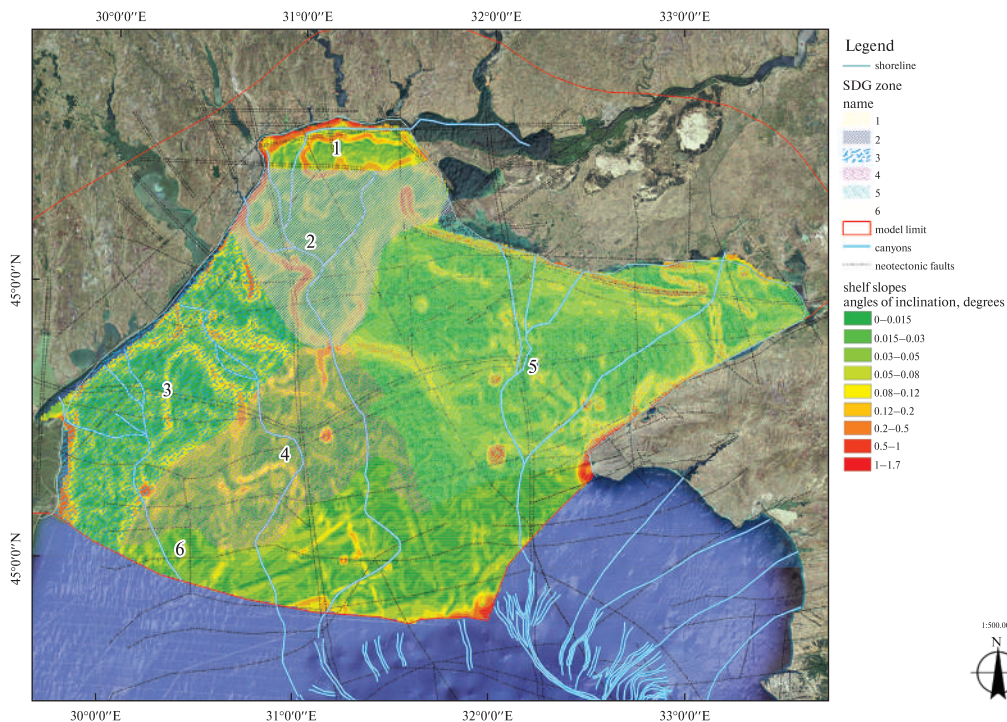 30°0′0″E 31°0′0″E 32°0′0″E 33°0′0″E
Legend
shoreline
SDG zone
name
1
2
3
4
5
6
model limit
canyons
neotectonic faults
shelf slopes
angles of inclination, degrees
0–0.015
0.015–0.03
0.03–0.05
0.05–0.08
0.08–0.12
0.12–0.2
0.2–0.5
0.5–1
1–1.7
45°0′0″N
45°0′0″N
1
2
3
4
5
6
N
30°0′0″E 31°0′0″E 32°0′0″E 33°0′0″E